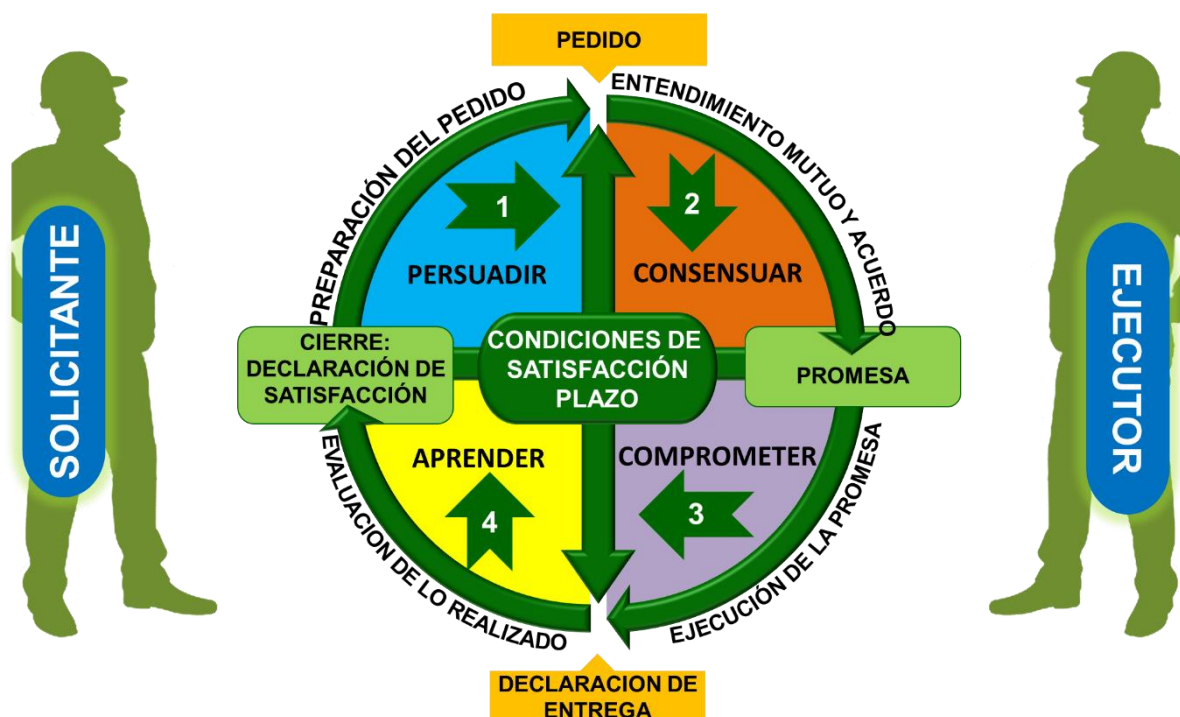 PEDIDO
PREPARACIÓN DEL PEDIDO
ENTENDIMIENTO MUTUO Y ACUERDO
1
2
PERSUADIR
CONSENSUAR
SOLICITANTE
EJECUTOR
CIERRE:
DECLARACIÓN DE
SATISFACCIÓN
CONDICIONES DE
SATISFACCIÓN
PLAZO
PROMESA
APRENDER
COMPROMETER
4
3
EVALUACION DE LO REALIZADO
EJECUCIÓN DE LA PROMESA
DECLARACION DE
ENTREGA